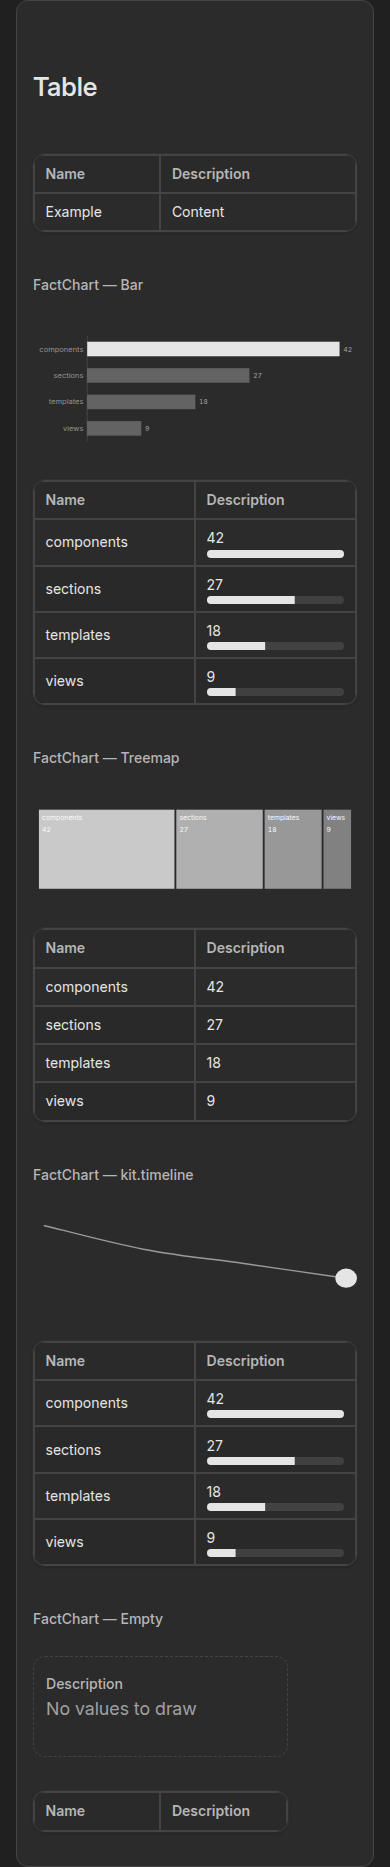 Table
Name Description
Example Content
FactChart — Bar
components 42
sections 27
templates 18
views 9
Name Description
components 42
sections 27
templates 18
views 9
FactChart — Treemap
components sections templates views
42 27 18 9
Name Description
components 42
sections 27
templates 18
views 9
FactChart — kit.timeline
Name Description
components 42
sections 27
templates 18
views 9
FactChart — Empty
Description
No values to draw
Name Description